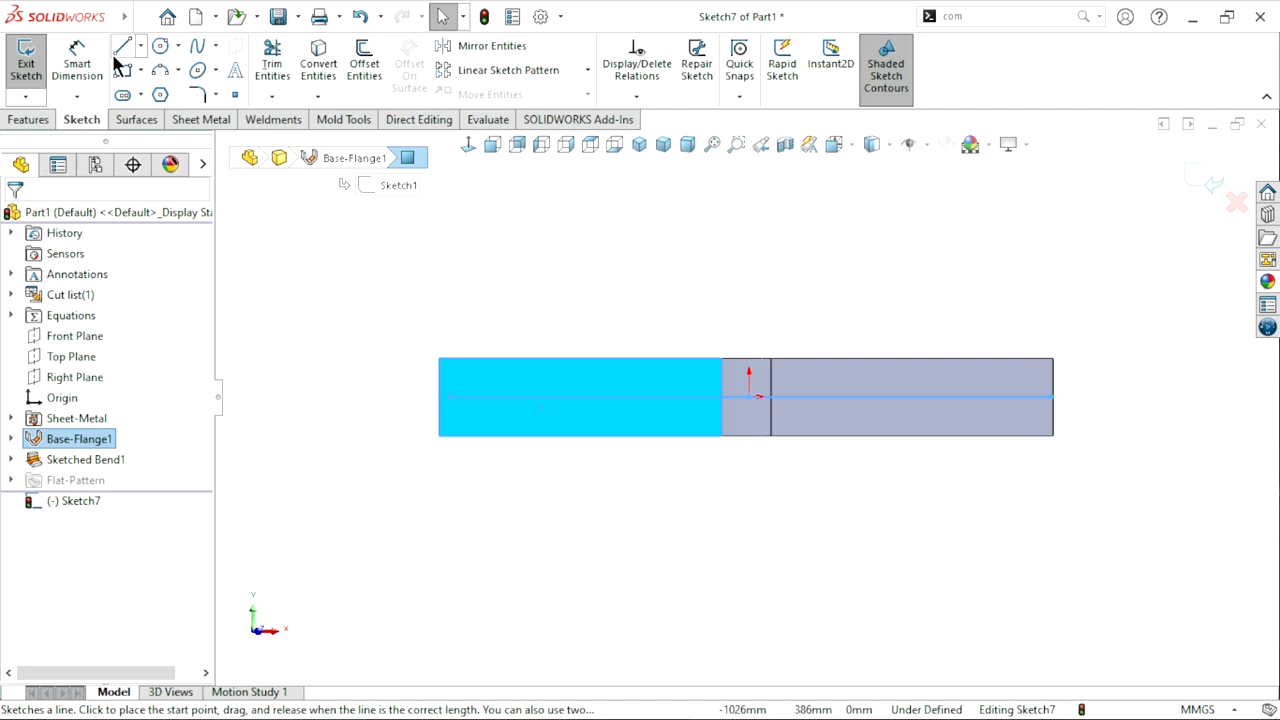 SOLIDWORKS
Sketch7 of Part1 *
com
Exit Sketch
Smart Dimension
Trim Entities
Convert Entities
Offset Entities
Offset On Surface
Mirror Entities
Linear Sketch Pattern
Move Entities
Display/Delete Relations
Repair Sketch
Quick Snaps
Rapid Sketch
Instant2D
Shaded Sketch Contours
Features
Sketch
Surfaces
Sheet Metal
Weldments
Mold Tools
Direct Editing
Evaluate
SOLIDWORKS Add-Ins
Base-Flange1
Sketch1
Part1 (Default) <<Default>_Display Sta
History
Sensors
Annotations
Cut list(1)
Equations
Front Plane
Top Plane
Right Plane
Origin
Sheet-Metal
Base-Flange1
Sketched Bend1
Flat-Pattern
(-) Sketch7
Y
X
Model
3D Views
Motion Study 1
Sketches a line. Click to place the start point, drag, and release when the line is the correct length. You can also use two...
-1026mm
386mm
0mm
Under Defined
Editing Sketch7
MMGS